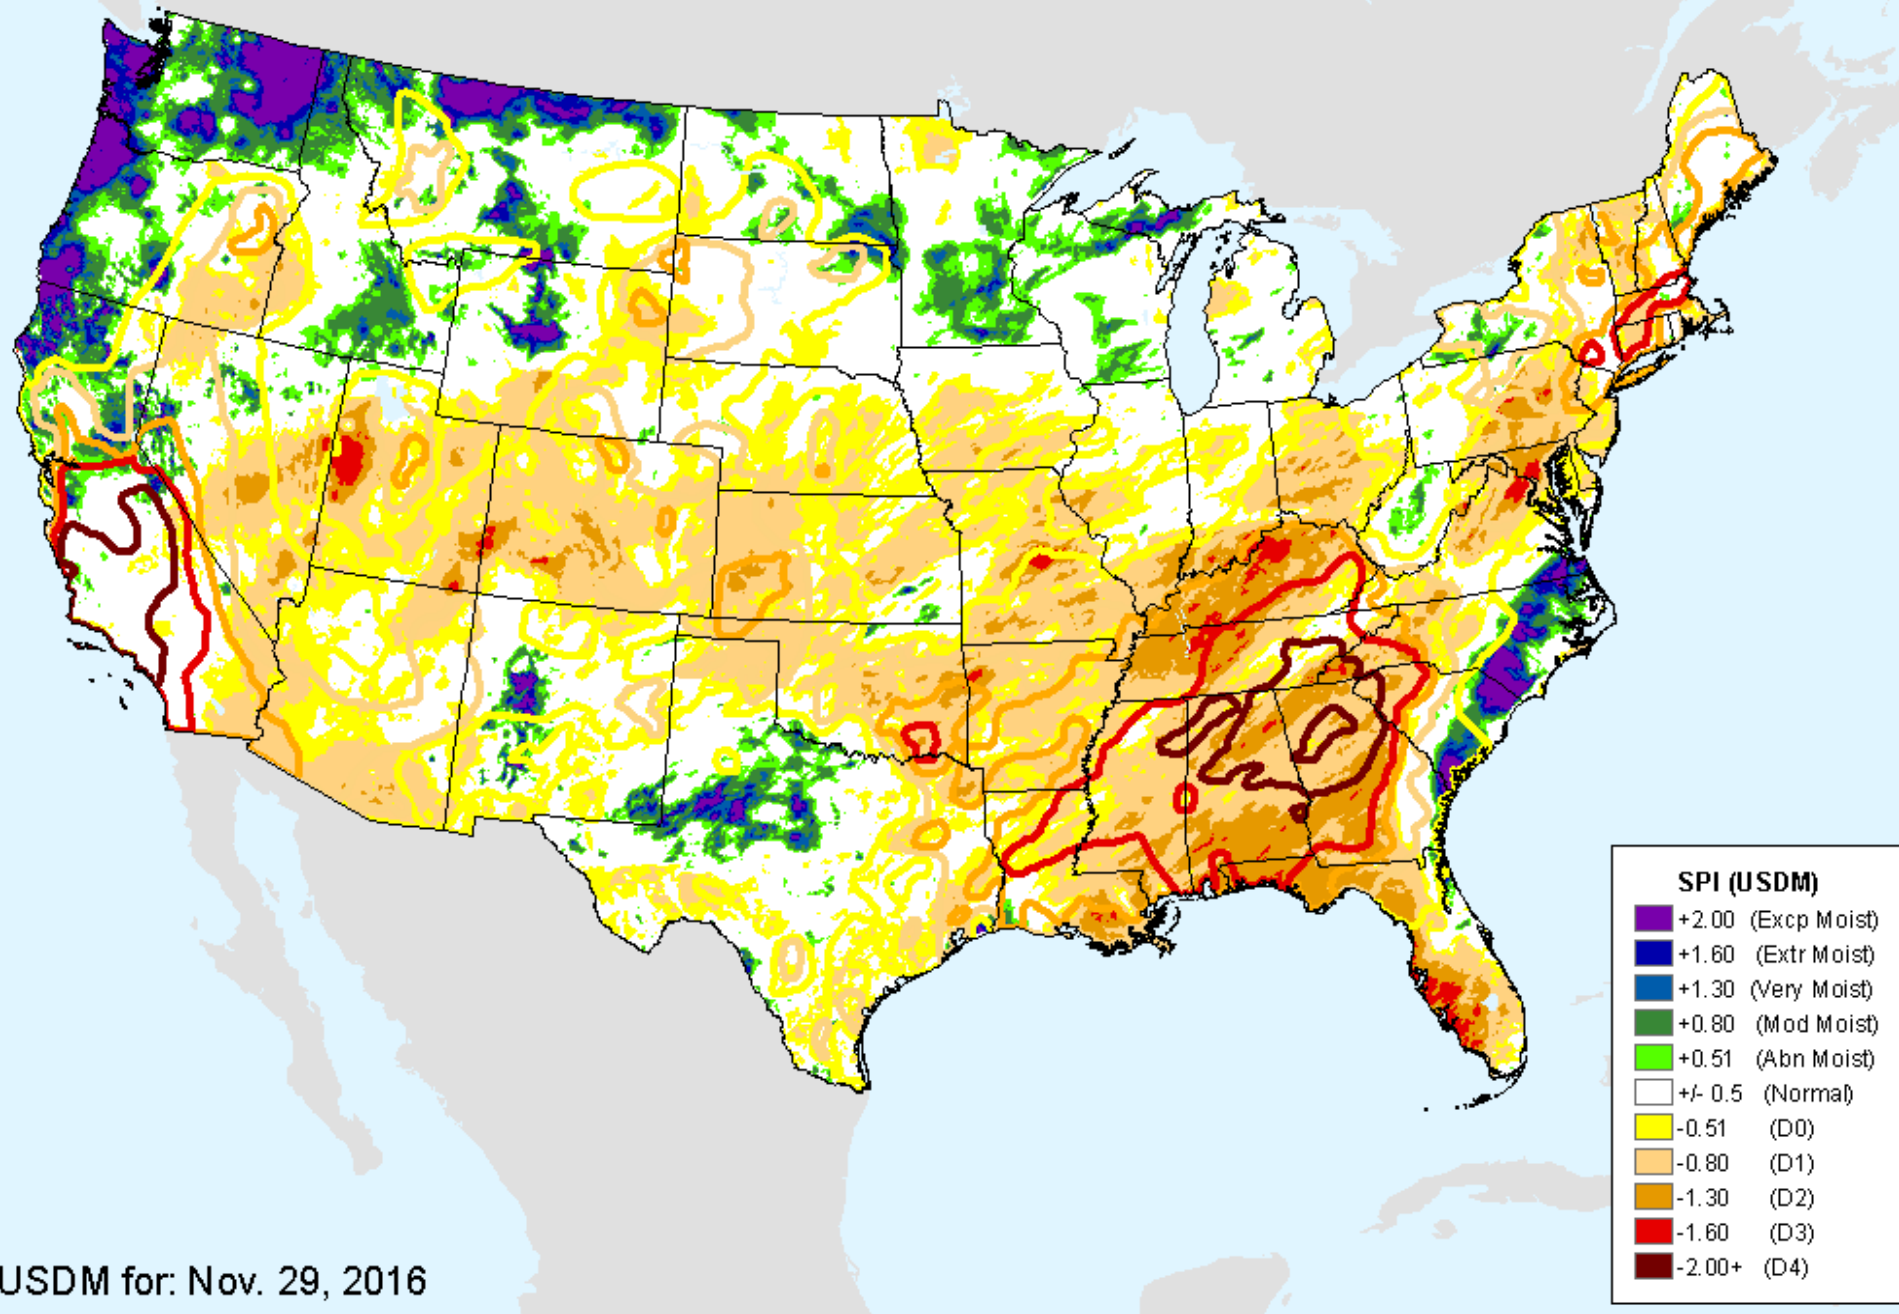 SPI (USDM)
+2.00 (Excp Moist)
+1.60 (Extr Moist)
+1.30 (Very Moist)
+0.80 (Mod Moist)
+0.51 (Abn Moist)
+/- 0.5 (Normal)
-0.51 (D0)
-0.80 (D1)
-1.30 (D2)
-1.60 (D3)
-2.00+ (D4)
USDM for: Nov. 29, 2016